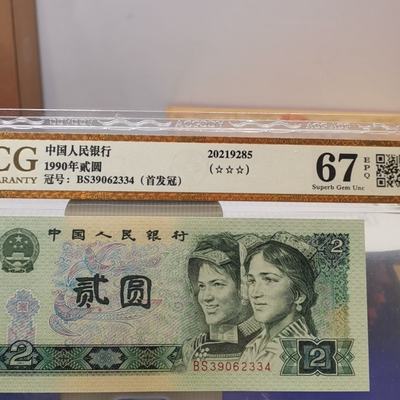 中国人民银行
1990年贰圆
冠号：BS39062334（首发冠）
20219285
(☆☆☆)
67
EPQ
Superb Gem Unc
CG
ARANTY
中国人民银行
贰圆
2
2
2
BS39062334